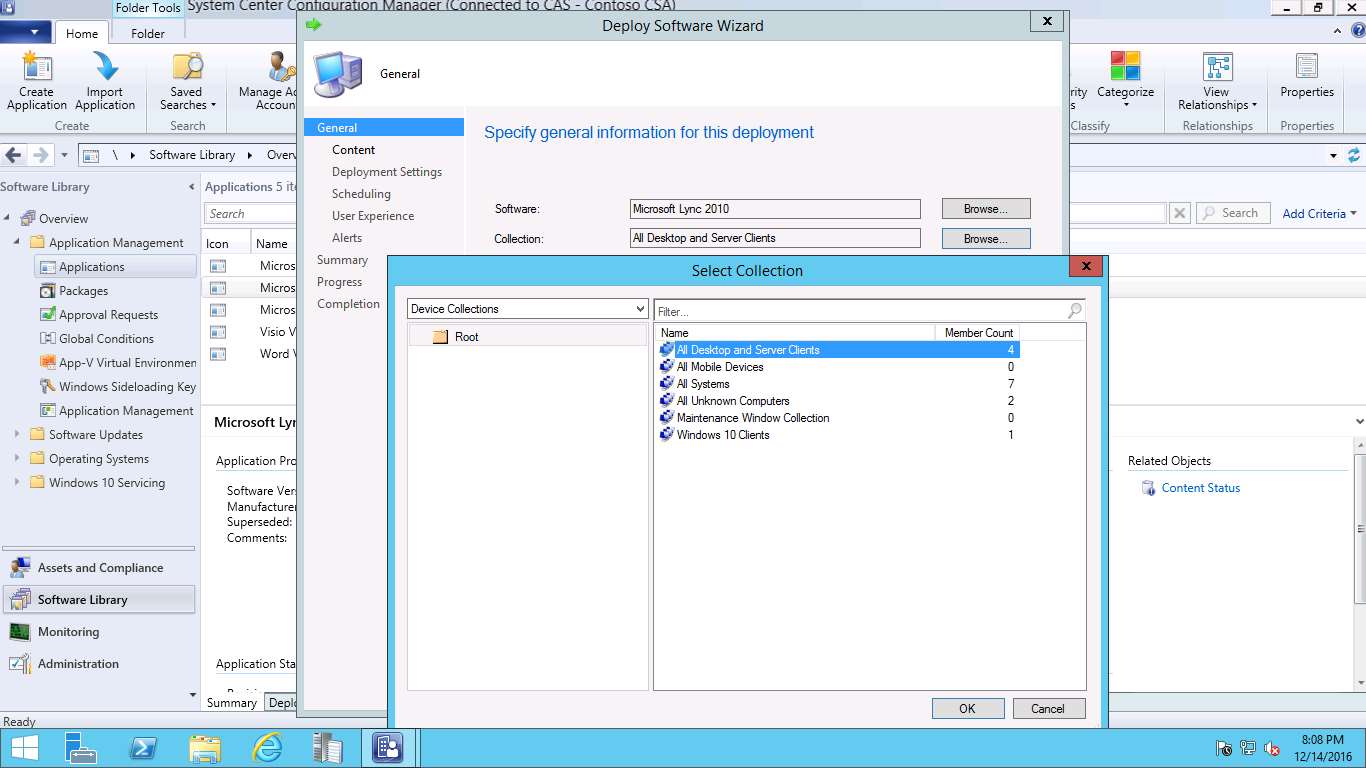 Folder Tools
System Center Configuration Manager (Connected to CAS - Contoso CSA)
Home
Folder
Create
Application
Import
Application
Create
Saved
Searches
Search
Manage
Categorize
Classify
View
Relationships
Relationships
Properties
Properties
\
Software Library
Software Library
Overview
Application Management
Applications
Packages
Approval Requests
Global Conditions
App-V Virtual Environmen
Windows Sideloading Key
Application Management
Software Updates
Operating Systems
Windows 10 Servicing
Assets and Compliance
Software Library
Monitoring
Administration
Ready
Applications 5
Search
Search
Add Criteria
Icon
Name
Micros
Micros
Micros
Visio V
Word V
Microsoft Lyn
Application Pro
Software Vers
Manufacturer
Superseded:
Comments:
Application Sta
Summary
Deplo
Related Objects
Content Status
Deploy Software Wizard
General
General
Content
Deployment Settings
Scheduling
User Experience
Alerts
Summary
Progress
Completion
Specify general information for this deployment
Software:
Microsoft Lync 2010
Browse...
Collection:
All Desktop and Server Clients
Browse...
Select Collection
Device Collections
Root
Filter...
Name Member Count
All Desktop and Server Clients 4
All Mobile Devices 0
All Systems 7
All Unknown Computers 2
Maintenance Window Collection 0
Windows 10 Clients 1
OK
Cancel
8:08 PM
12/14/2016